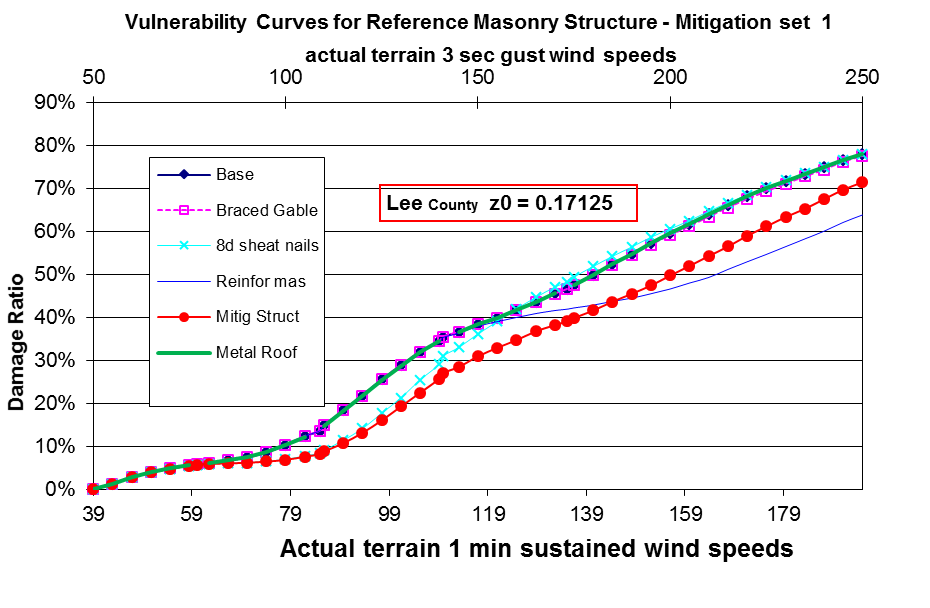 Vulnerability Curves for Reference Masonry Structure - Mitigation set 1
actual terrain 3 sec gust wind speeds
50 100 150 200 250
90%
80%
70%
60%
50%
40%
30%
20%
10%
0%
Damage Ratio
Base
Braced Gable
8d sheat nails
Reinfor mas
Mitig Struct
Metal Roof
Lee County z0 = 0.17125
39 59 79 99 119 139 159 179
Actual terrain 1 min sustained wind speeds